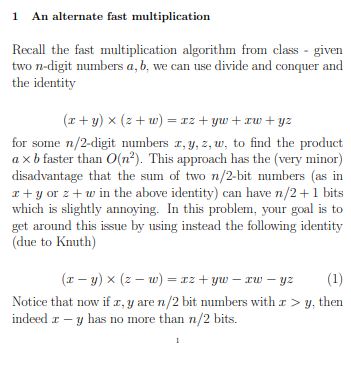 1 An alternate fast multiplication
Recall the fast multiplication algorithm from class - given
two n-digit numbers a, b, we can use divide and conquer and
the identity
(x + y) × (z + w) = xz + yw + xw + yz
for some n/2-digit numbers x, y, z, w, to find the product
a × b faster than O(n²). This approach has the (very minor)
disadvantage that the sum of two n/2-bit numbers (as in
x + y or z + w in the above identity) can have n/2 + 1 bits
which is slightly annoying. In this problem, your goal is to
get around this issue by using instead the following identity
(due to Knuth)
(x − y) × (z − w) = xz + yw − xw − yz (1)
Notice that now if x, y are n/2 bit numbers with x > y, then
indeed x − y has no more than n/2 bits.
1